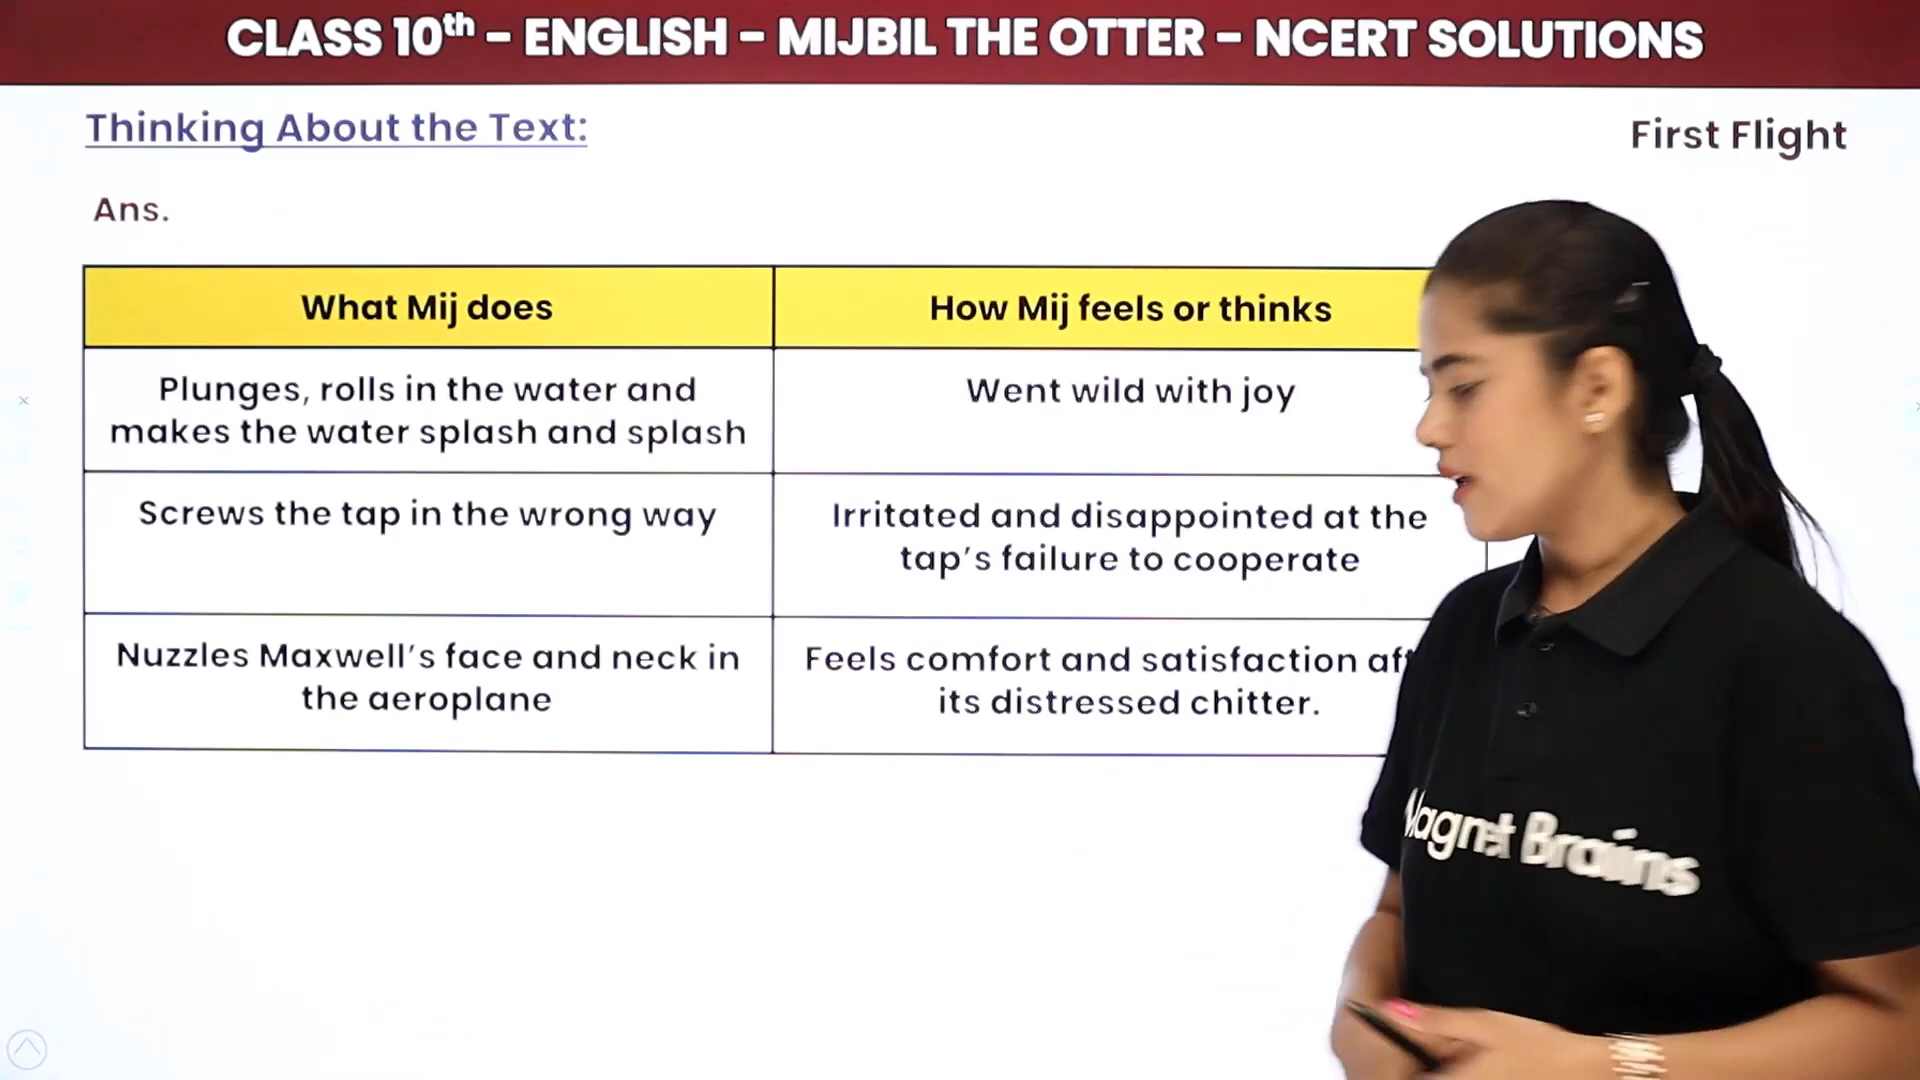 CLASS 10th - ENGLISH - MIJBIL THE OTTER - NCERT SOLUTIONS
Thinking About the Text:
First Flight
Ans.
What Mij does
How Mij feels or thinks
Plunges, rolls in the water and
makes the water splash and splash
Went wild with joy
Screws the tap in the wrong way
Irritated and disappointed at the
tap's failure to cooperate
Nuzzles Maxwell's face and neck in
the aeroplane
Feels comfort and satisfaction
its distressed chitter.
Magnet Brains